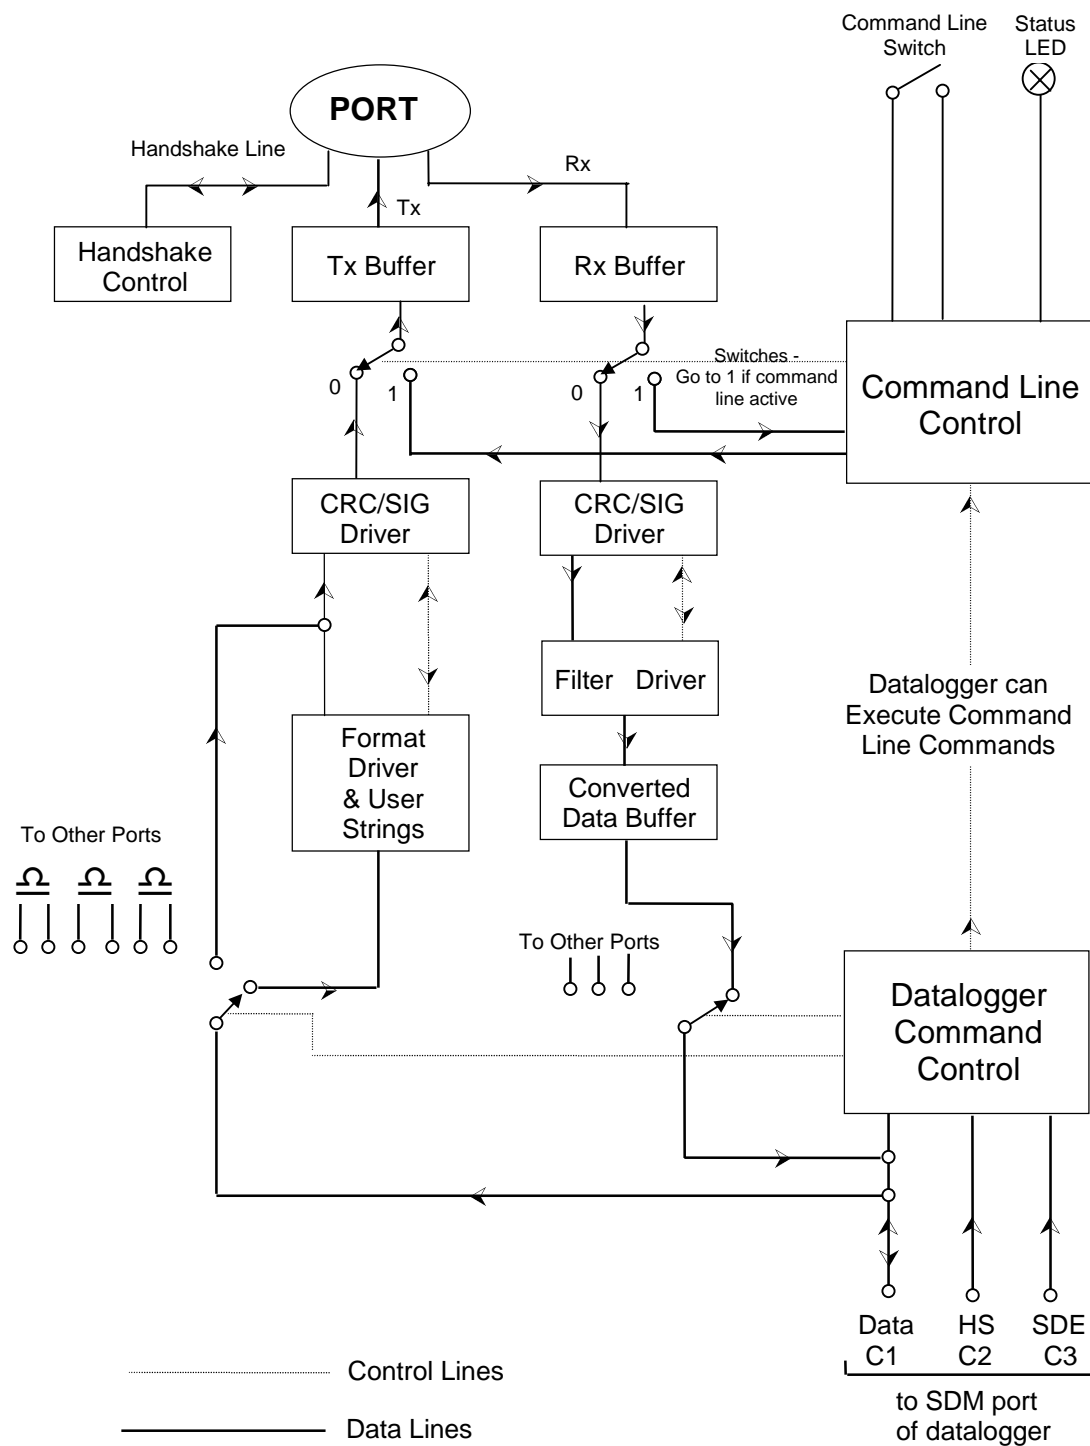 Command Line
Switch
Status
LED
PORT
Handshake Line
Rx
Tx
Handshake
Control
Tx Buffer
Rx Buffer
Switches -
Go to 1 if command
line active
0
1
0
1
Command Line
Control
CRC/SIG
Driver
CRC/SIG
Driver
Filter Driver
Format
Driver
& User
Strings
Converted
Data Buffer
Datalogger can
Execute Command
Line Commands
To Other Ports
Ω Ω Ω
To Other Ports
Datalogger
Command
Control
Data
C1
HS
C2
SDE
C3
to SDM port
of datalogger
Control Lines
Data Lines